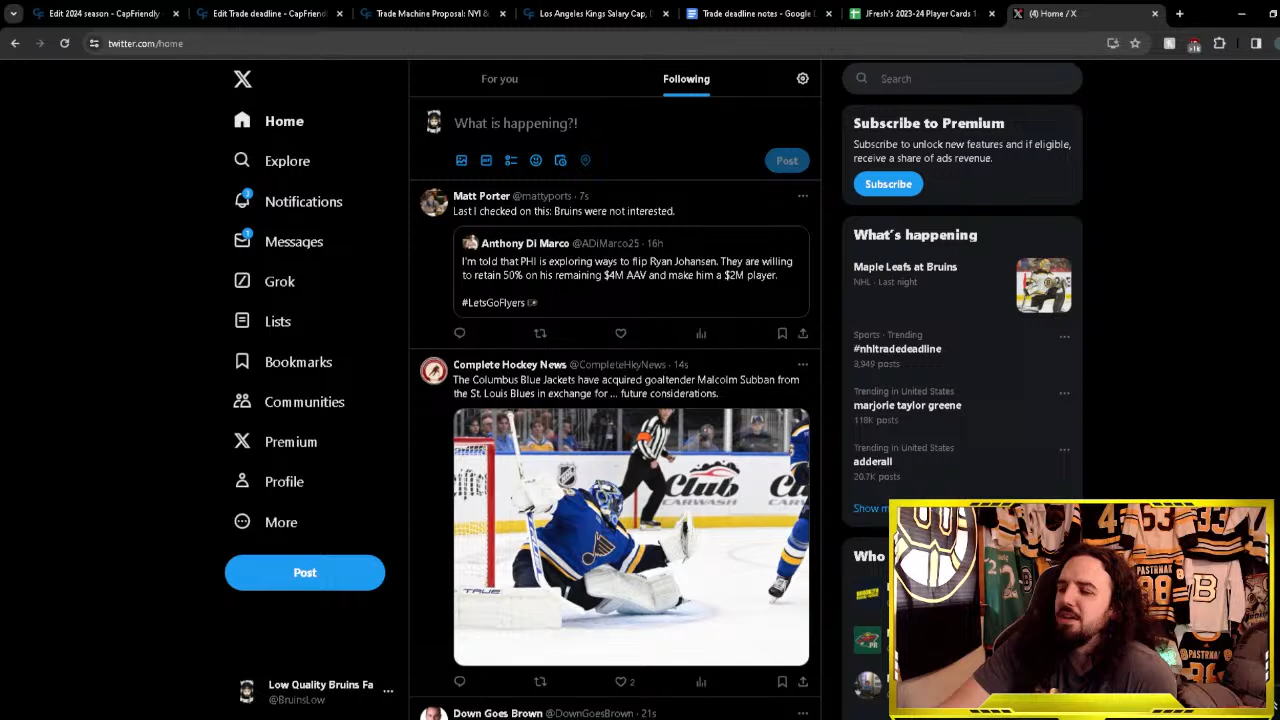 Edit 2024 season - CapFriendly
Edit Trade deadline - CapFriend
Trade Machine Proposal: NYI &
Los Angeles Kings Salary Cap,
Trade deadline notes - Google
JFresh's 2023-24 Player Cards 1
(4) Home / X
twitter.com/home
For you
Following
Search
What is happening?!
Post
Home
Explore
3
Notifications
1
Messages
Grok
Lists
Bookmarks
Communities
Premium
Profile
More
Post
Low Quality Bruins Fa
@BruinsLow
Matt Porter @mattyports · 7s
Last I checked on this: Bruins were not interested.
Anthony Di Marco @ADiMarco25 · 16h
I'm told that PHI is exploring ways to flip Ryan Johansen. They are willing
to retain 50% on his remaining $4M AAV and make him a $2M player.
#LetsGoFlyers
Complete Hockey News @CompleteHkyNews · 14s
The Columbus Blue Jackets have acquired goaltender Malcolm Subban from
the St. Louis Blues in exchange for ... future considerations.
Club
CARWASH
TRUE
2
Down Goes Brown @DownGoesBrown · 21s
Subscribe to Premium
Subscribe to unlock new features and if eligible,
receive a share of ads revenue.
Subscribe
What's happening
Maple Leafs at Bruins
NHL · Last night
Sports · Trending
#nhltradedeadline
3,949 posts
Trending in United States
marjorie taylor greene
118K posts
Trending in United States
adderall
20.7K posts
Show m
Who
PASTRNAK
PASTRNAK
B